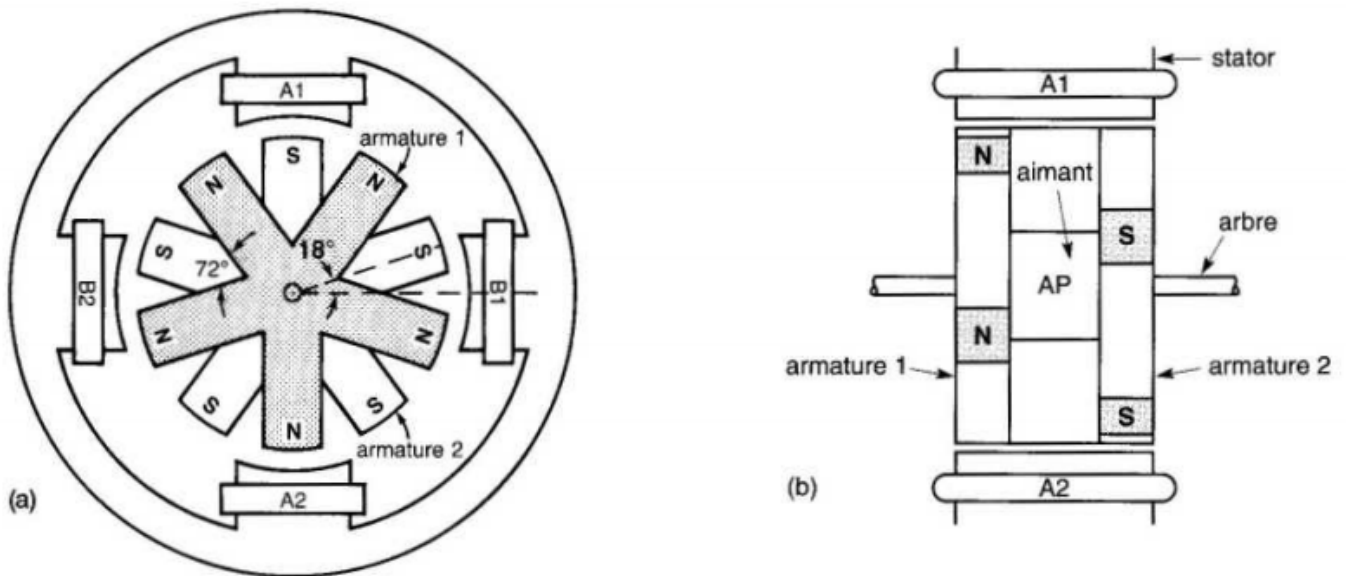 A1
armature 1
S
N
N
S
S
72°
18°
B2
B1
N
N
S
S
N
armature 2
A2
(a)
stator
A1
N
aimant
S
arbre
AP
N
armature 1
armature 2
S
A2
(b)